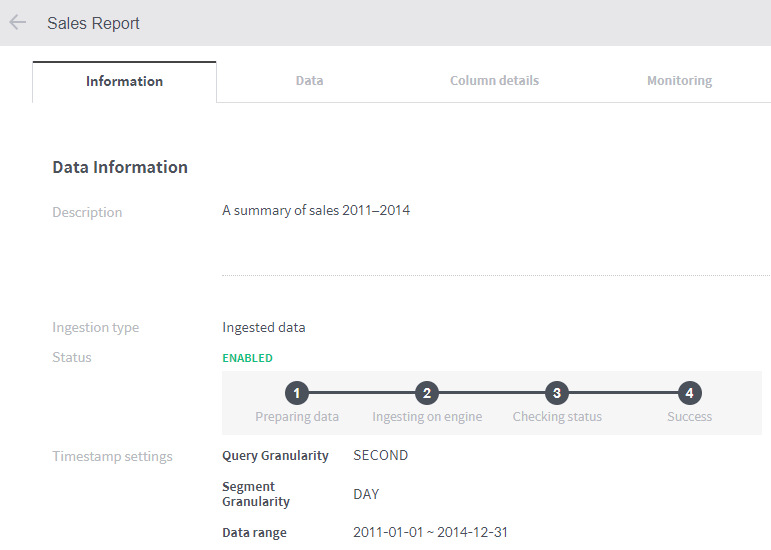 Sales Report
Information Data Column details Monitoring
Data Information
Description A summary of sales 2011–2014
Ingestion type Ingested data
Status ENABLED
1 2 3 4
Preparing data Ingesting on engine Checking status Success
Timestamp settings Query Granularity SECOND
Segment
Granularity DAY
Data range 2011-01-01 ~ 2014-12-31